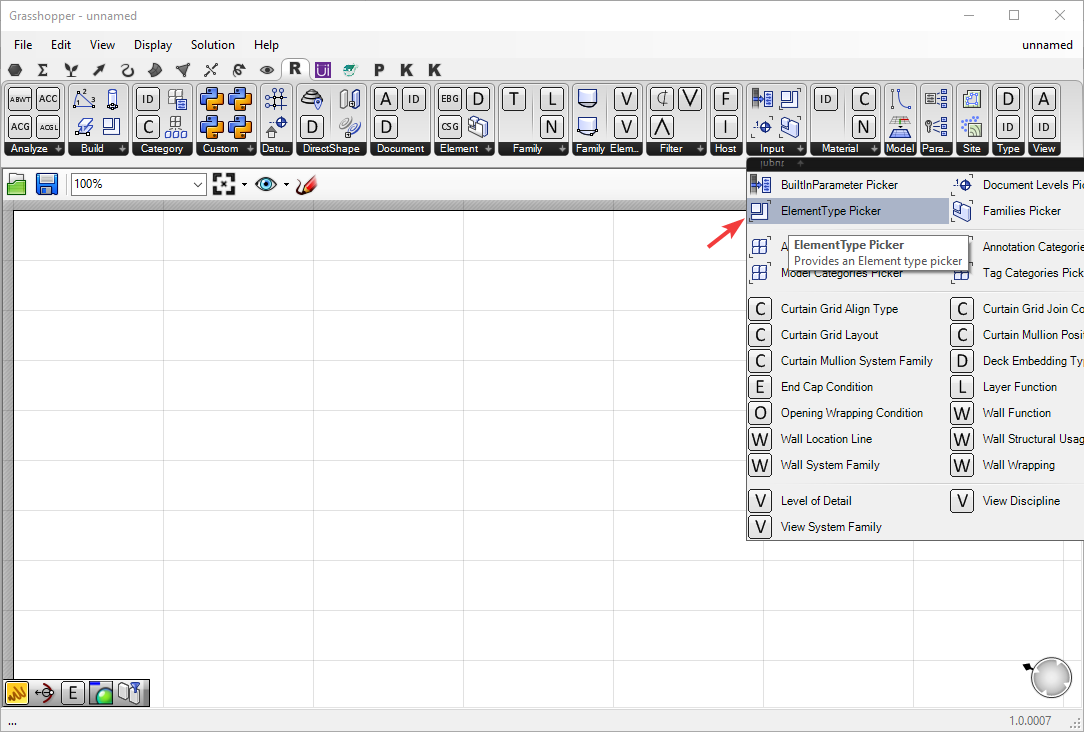 Grasshopper - unnamed
File Edit View Display Solution Help unnamed
R Uj P K K
ABWT ACC ID A ID EBG D T L V F ID C D A
ACG ACGL C D D CSG N V I N ID ID
Analyze Build Category Custom Datu... DirectShape Document Element Family Family Elem... Filter Host Input Material Model Para... Site Type View
Input
100%
BuiltInParameter Picker Document Levels Pi
ElementType Picker Families Picker
ElementType Picker
Provides an Element type picker
A Annotation Categorie
Model Categories Picker Tag Categories Pick
C Curtain Grid Align Type C Curtain Grid Join Co
C Curtain Grid Layout C Curtain Mullion Posit
C Curtain Mullion System Family D Deck Embedding Typ
E End Cap Condition L Layer Function
O Opening Wrapping Condition W Wall Function
W Wall Location Line W Wall Structural Usag
W Wall System Family W Wall Wrapping
V Level of Detail V View Discipline
V View System Family
E
... 1.0.0007